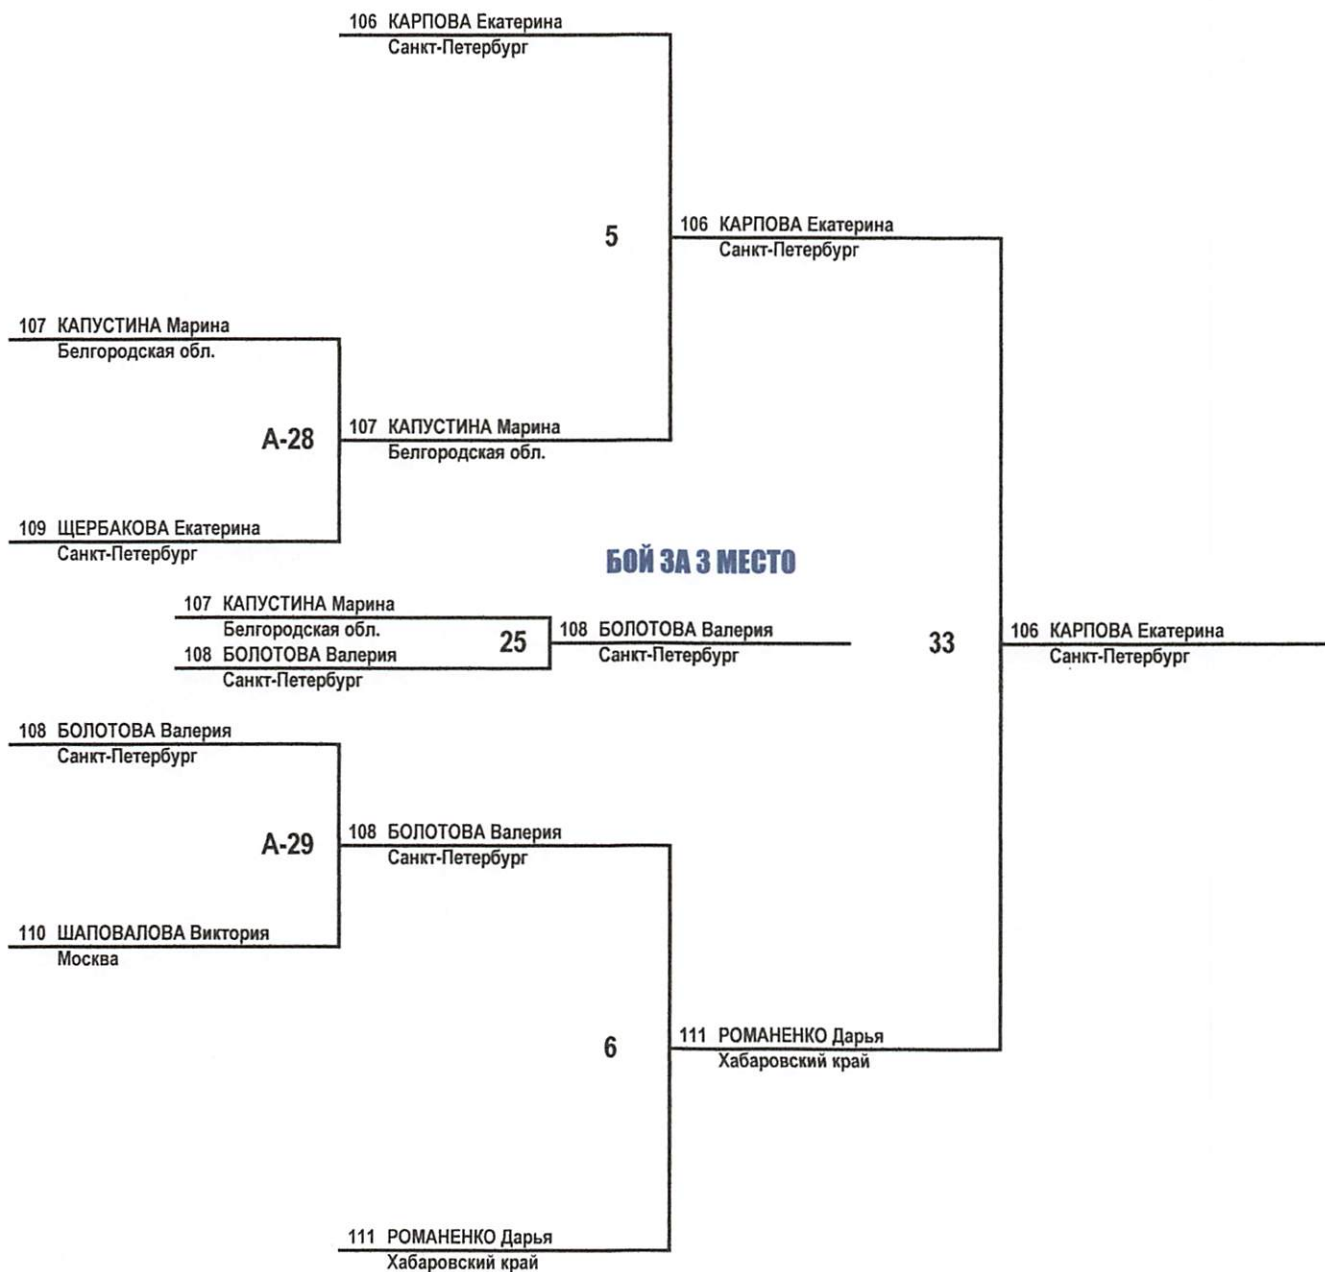 106 КАРПОВА Екатерина
Санкт-Петербург
5
106 КАРПОВА Екатерина
Санкт-Петербург
107 КАПУСТИНА Марина
Белгородская обл.
А-28
107 КАПУСТИНА Марина
Белгородская обл.
109 ЩЕРБАКОВА Екатерина
Санкт-Петербург
БОЙ ЗА 3 МЕСТО
107 КАПУСТИНА Марина
Белгородская обл.
108 БОЛОТОВА Валерия
Санкт-Петербург
25
108 БОЛОТОВА Валерия
Санкт-Петербург
33
106 КАРПОВА Екатерина
Санкт-Петербург
108 БОЛОТОВА Валерия
Санкт-Петербург
А-29
108 БОЛОТОВА Валерия
Санкт-Петербург
110 ШАПОВАЛОВА Виктория
Москва
6
111 РОМАНЕНКО Дарья
Хабаровский край
111 РОМАНЕНКО Дарья
Хабаровский край